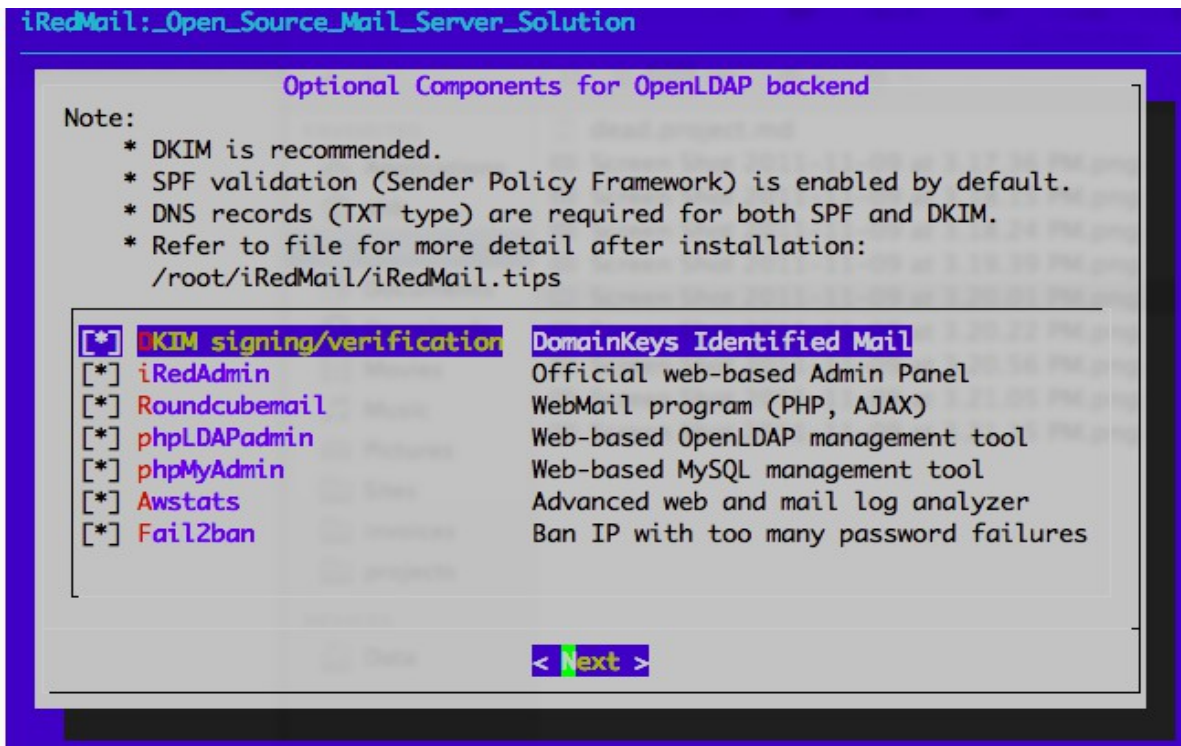 iRedMail:_Open_Source_Mail_Server_Solution
Optional Components for OpenLDAP backend
Note:
* DKIM is recommended.
* SPF validation (Sender Policy Framework) is enabled by default.
* DNS records (TXT type) are required for both SPF and DKIM.
* Refer to file for more detail after installation:
/root/iRedMail/iRedMail.tips
[*] DKIM signing/verification DomainKeys Identified Mail
[*] iRedAdmin Official web-based Admin Panel
[*] Roundcubemail WebMail program (PHP, AJAX)
[*] phpLDAPadmin Web-based OpenLDAP management tool
[*] phpMyAdmin Web-based MySQL management tool
[*] Awstats Advanced web and mail log analyzer
[*] Fail2ban Ban IP with too many password failures
< Next >